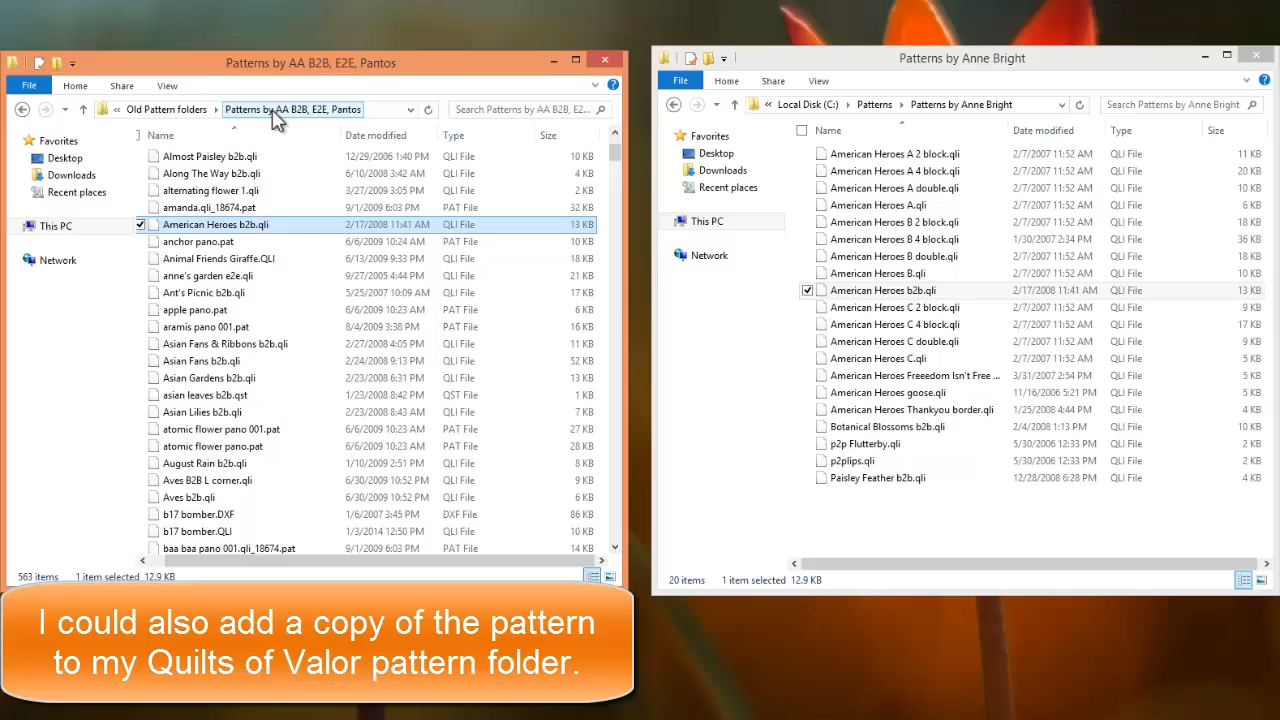 Patterns by AA B2B, E2E, Pantos
File Home Share View
Old Pattern folders Patterns by AA B2B, E2E, Pantos Search Patterns by AA B2B, E2E,...
Favorites
Desktop
Downloads
Recent places
This PC
Network
Name Date modified Type Size
Almost Paisley b2b.qli 12/29/2006 1:40 PM QLI File 10 KB
Along The Way b2b.qli 6/10/2008 3:42 AM QLI File 4 KB
alternating flower 1.qli 3/27/2009 3:05 PM QLI File 2 KB
amanda.qli_18674.pat 9/1/2009 6:03 PM PAT File 32 KB
American Heroes b2b.qli 2/17/2008 11:41 AM QLI File 13 KB
anchor pano.pat 6/6/2009 10:24 AM PAT File 10 KB
Animal Friends Giraffe.QLI 6/13/2009 9:33 PM QLI File 18 KB
anne's garden e2e.qli 9/27/2005 4:44 PM QLI File 21 KB
Ant's Picnic b2b.qli 5/25/2007 10:09 AM QLI File 17 KB
apple pano.pat 6/6/2009 10:23 AM PAT File 6 KB
aramis pano 001.pat 8/4/2009 3:38 PM PAT File 16 KB
Asian Fans & Ribbons b2b.qli 2/27/2008 4:05 PM QLI File 18 KB
Asian Fans b2b.qli 2/24/2008 9:13 PM QLI File 52 KB
Asian Gardens b2b.qli 2/23/2008 6:31 PM QLI File 13 KB
asian leaves b2b.qst 1/23/2008 8:42 PM QST File 1 KB
Asian Lilies b2b.qli 2/23/2008 8:43 AM QLI File 7 KB
atomic flower pano 001.pat 6/6/2009 10:23 AM PAT File 27 KB
atomic flower pano.pat 6/6/2009 10:23 AM PAT File 28 KB
August Rain b2b.qli 1/10/2009 2:51 PM QLI File 8 KB
Aves B2B L corner.qli 6/30/2009 10:52 PM QLI File 9 KB
Aves b2b.qli 6/30/2009 10:52 PM QLI File 6 KB
b17 bomber.DXF 1/6/2007 3:45 PM DXF File 86 KB
b17 bomber.QLI 1/3/2014 12:50 PM QLI File 10 KB
baa baa pano 001.qli_18674.pat 9/1/2009 6:03 PM PAT File 14 KB
563 items 1 item selected 12.9 KB
Patterns by Anne Bright
File Home Share View
Local Disk (C:) Patterns Patterns by Anne Bright Search Patterns by Anne Bright
Favorites
Desktop
Downloads
Recent places
This PC
Network
Name Date modified Type Size
American Heroes A 2 block.qli 2/7/2007 11:52 AM QLI File 11 KB
American Heroes A 4 block.qli 2/7/2007 11:52 AM QLI File 20 KB
American Heroes A double.qli 2/7/2007 11:52 AM QLI File 10 KB
American Heroes A.qli 2/7/2007 11:52 AM QLI File 6 KB
American Heroes B 2 block.qli 2/7/2007 11:52 AM QLI File 18 KB
American Heroes B 4 block.qli 1/30/2007 2:34 PM QLI File 36 KB
American Heroes B double.qli 2/7/2007 11:52 AM QLI File 18 KB
American Heroes B.qli 2/7/2007 11:52 AM QLI File 10 KB
American Heroes b2b.qli 2/17/2008 11:41 AM QLI File 13 KB
American Heroes C 2 block.qli 2/7/2007 11:52 AM QLI File 9 KB
American Heroes C 4 block.qli 2/7/2007 11:52 AM QLI File 17 KB
American Heroes C double.qli 2/7/2007 11:52 AM QLI File 9 KB
American Heroes C.qli 2/7/2007 11:52 AM QLI File 5 KB
American Heroes Freeedom Isn't Free ... 3/31/2007 2:54 PM QLI File 5 KB
American Heroes goose.qli 11/16/2006 5:21 PM QLI File 5 KB
American Heroes Thankyou border.qli 1/25/2008 4:44 PM QLI File 4 KB
Botanical Blossoms b2b.qli 2/4/2008 1:13 PM QLI File 10 KB
p2p Flutterby.qli 5/30/2006 12:33 PM QLI File 2 KB
p2plips.qli 5/30/2006 12:33 PM QLI File 2 KB
Paisley Feather b2b.qli 12/28/2008 6:28 PM QLI File 4 KB
20 items 1 item selected 12.9 KB
I could also add a copy of the pattern
to my Quilts of Valor pattern folder.